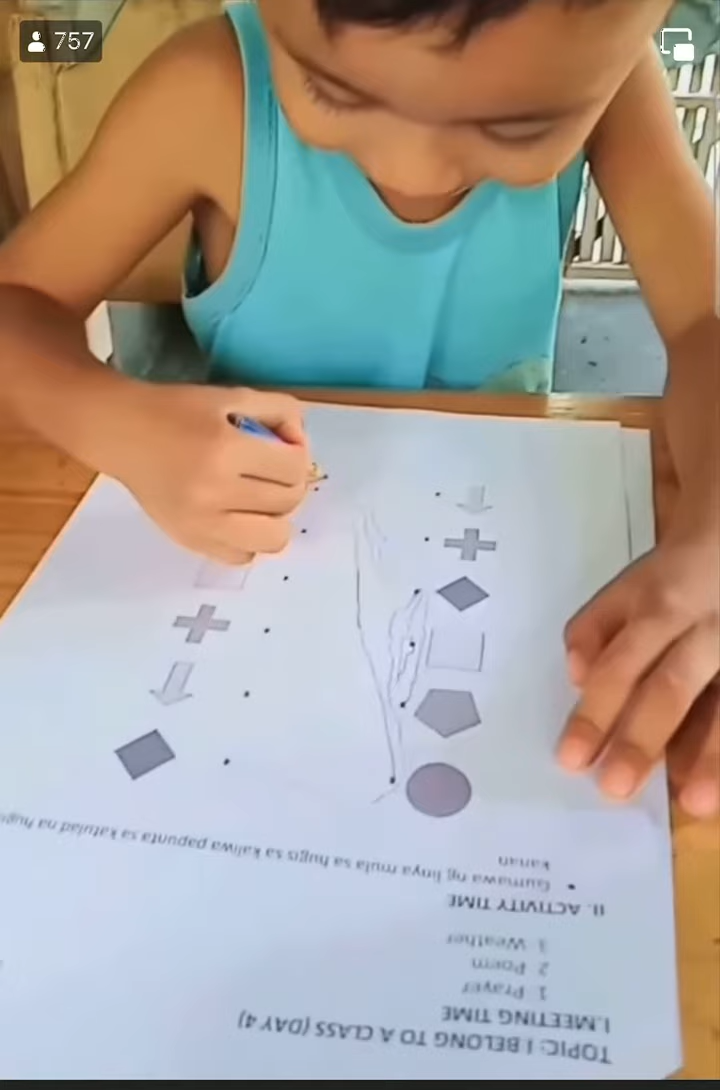 757
TOPIC: I BELONG TO A CLASS (DAY 4)
I. MEETING TIME
1 Prayer
2 Poem
3 Weather
II. ACTIVITY TIME
• Gumawa ng linya mula sa hugis sa kaliwa papunta sa katulad na
kanan